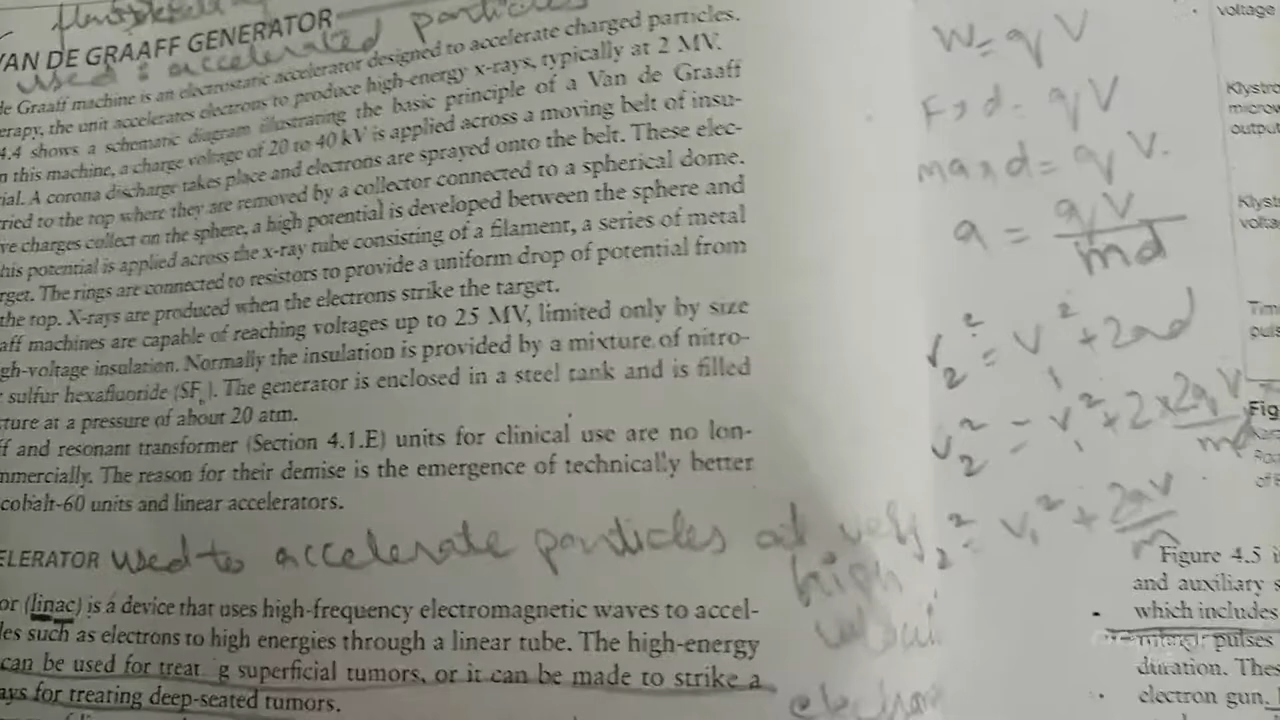 VAN DE GRAAFF GENERATOR
used : accelerated particles
de Graaff machine is an electrostatic accelerator designed to accelerate charged particles.
erapy, the unit accelerates electrons to produce high-energy x-rays, typically at 2 MV.
4.4 shows a schematic diagram illustrating the basic principle of a Van de Graaff
n this machine, a charge voltage of 20 to 40 kV is applied across a moving belt of insu-
ial. A corona discharge takes place and electrons are sprayed onto the belt. These elec-
ried to the top where they are removed by a collector connected to a spherical dome.
ve charges collect on the sphere, a high potential is developed between the sphere and
his potential is applied across the x-ray tube consisting of a filament, a series of metal
rget. The rings are connected to resistors to provide a uniform drop of potential from
the top. X-rays are produced when the electrons strike the target.
aff machines are capable of reaching voltages up to 25 MV, limited only by size
gh-voltage insulation. Normally the insulation is provided by a mixture of nitro-
sulfur hexafluoride (SF6). The generator is enclosed in a steel tank and is filled
ture at a pressure of about 20 atm.
ff and resonant transformer (Section 4.1.E) units for clinical use are no lon-
mmercially. The reason for their demise is the emergence of technically better
cobalt-60 units and linear accelerators.
ELERATOR used to accelerate particles at very
high
or (linac) is a device that uses high-frequency electromagnetic waves to accel-
les such as electrons to high energies through a linear tube. The high-energy
can be used for treat g superficial tumors, or it can be made to strike a
ays for treating deep-seated tumors.
W = qV
F x d = qV
ma x d = qV.
a = qV/md
v2² = v1² + 2ad
v2² = v1² + 2 x 2qV/md
2² = v1² + 2qV/m
voltage
Klystro
microw
output
Klyst
volta
Tim
puls
Fig
of
Figure 4.5 i
and auxiliary s
which includes
pulses
duration. Thes
electron gun.